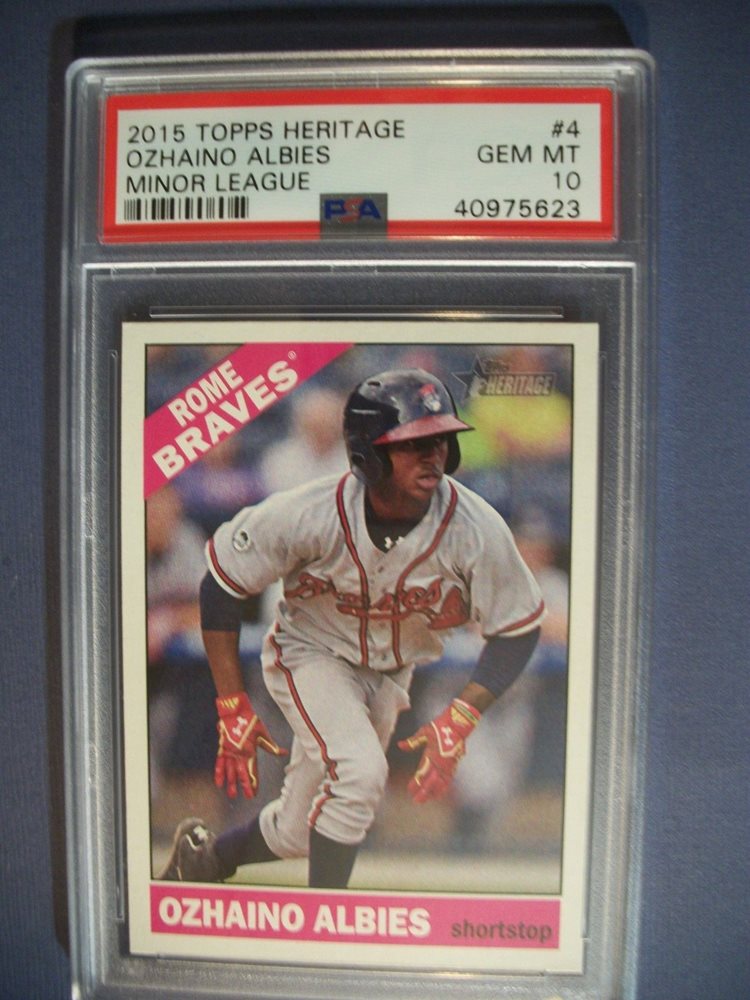 2015 TOPPS HERITAGE #4
OZHAINO ALBIES GEM MT
MINOR LEAGUE 10
PSA 40975623
ROME
BRAVES®
Topps
HERITAGE
Braves
OZHAINO ALBIES shortstop